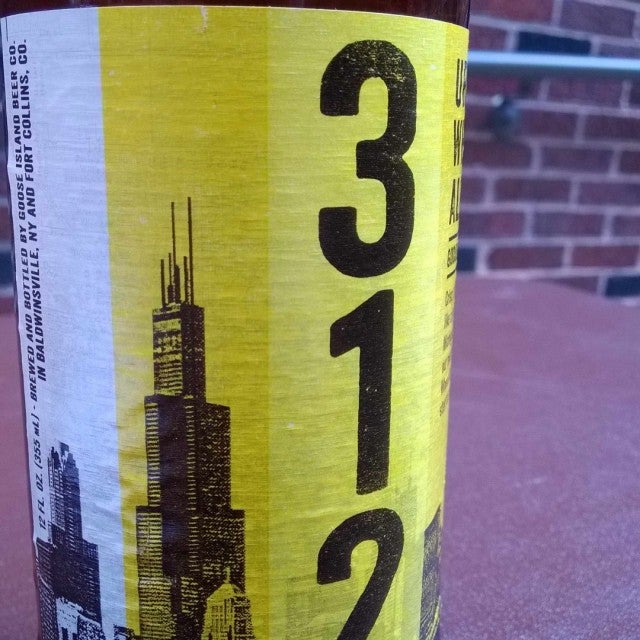 12 FL. OZ. (355 mL) - BREWED AND BOTTLED BY GOOSE ISLAND BEER CO.
IN BALDWINSVILLE, NY AND FORT COLLINS, CO.
3
1
2